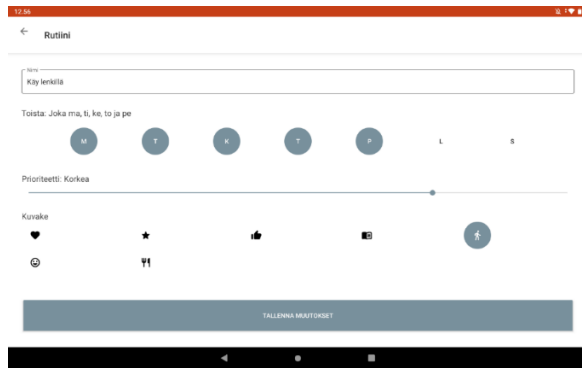 12.56
Rutiini
Nimi
Käy lenkillä
Toista: Joka ma, ti, ke, to ja pe
M T K T P L S
Prioriteetti: Korkea
Kuvake
TALLENNA MUUTOKSET